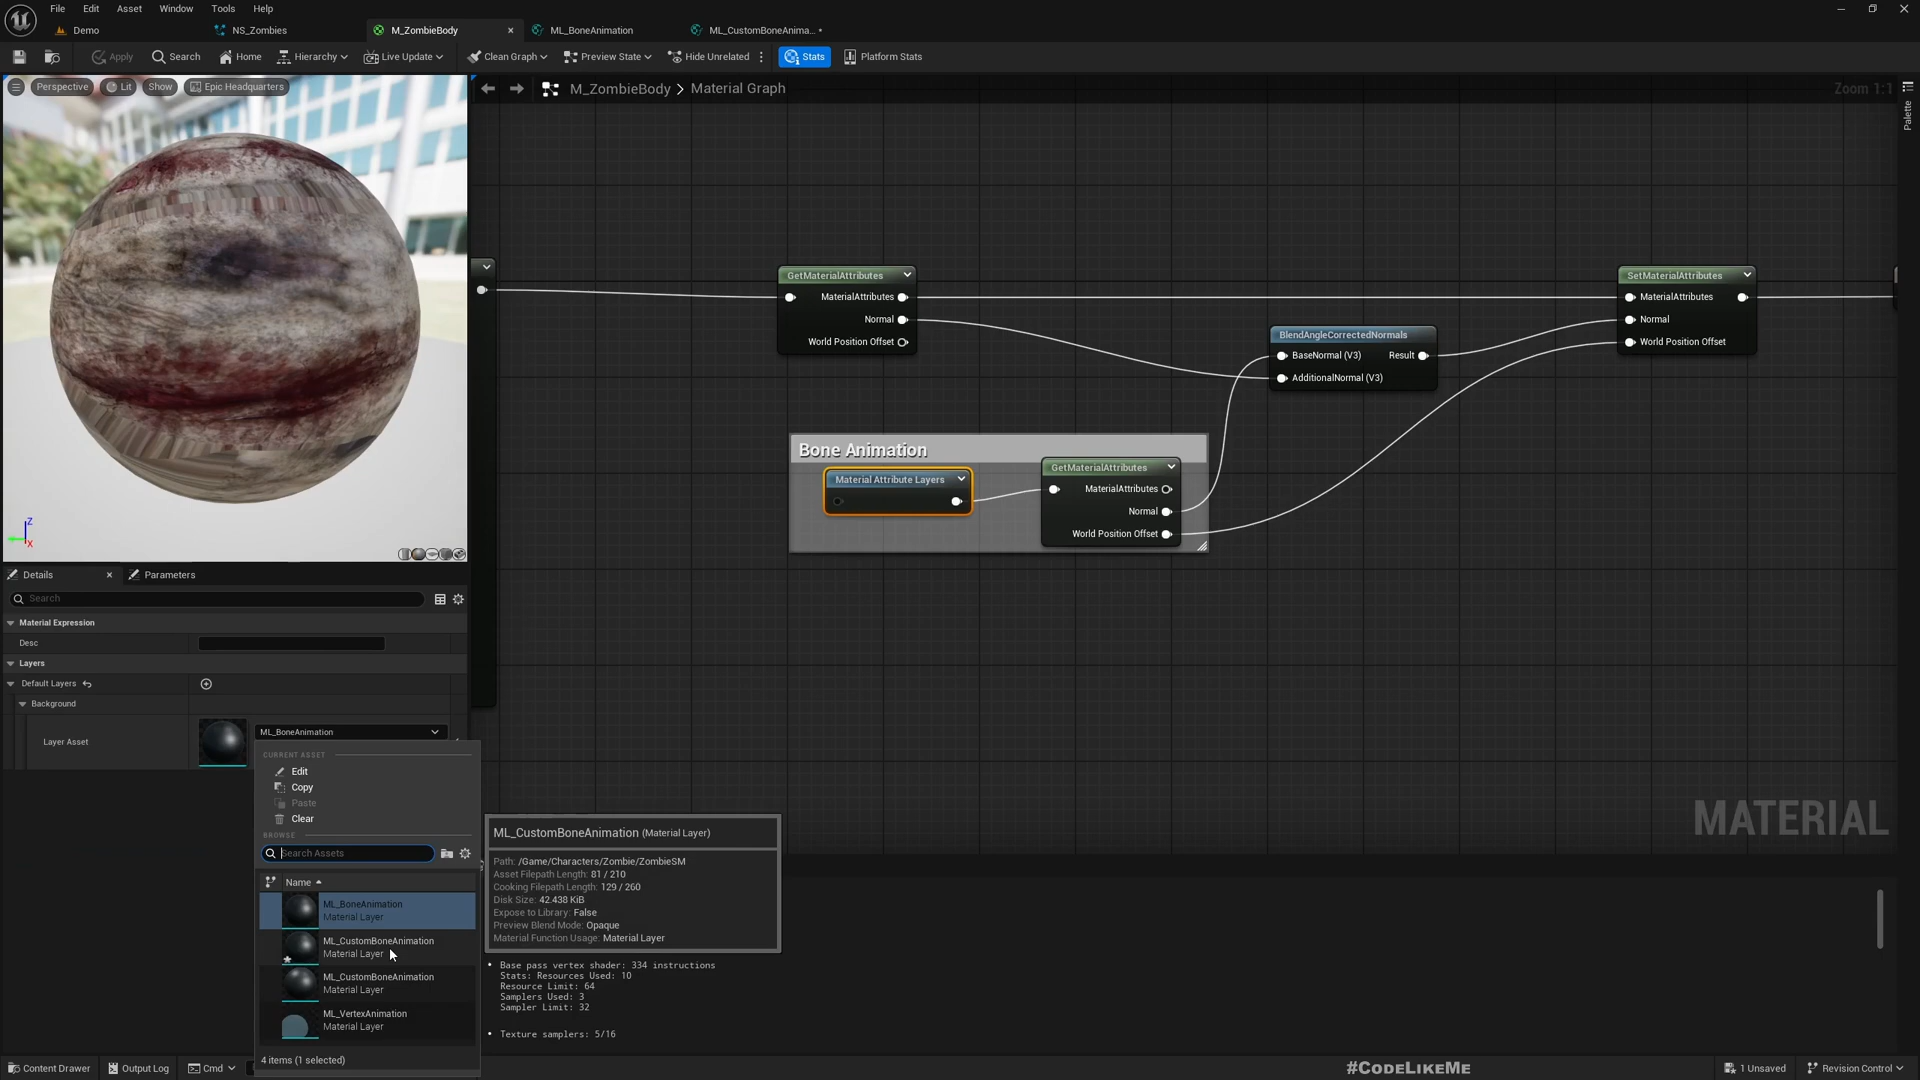 File Edit Asset Window Tools Help
Demo NS_Zombies M_ZombieBody ML_BoneAnimation ML_CustomBoneAnima.. •
Apply Search Home Hierarchy Live Update Clean Graph Preview State Hide Unrelated Stats Platform Stats
Perspective Lit Show Epic Headquarters
M_ZombieBody > Material Graph
Zoom 1:1
Palette
GetMaterialAttributes
MaterialAttributes
Normal
World Position Offset
BlendAngleCorrectedNormals
BaseNormal (V3) Result
AdditionalNormal (V3)
SetMaterialAttributes
MaterialAttributes
Normal
World Position Offset
Bone Animation
Material Attribute Layers
GetMaterialAttributes
MaterialAttributes
Normal
World Position Offset
Z
X
MATERIAL
Details Parameters
Search
Material Expression
Desc
Layers
Default Layers
Background
Layer Asset
ML_BoneAnimation
CURRENT ASSET
Edit
Copy
Paste
Clear
BROWSE
Search Assets
Name
ML_BoneAnimation
Material Layer
ML_CustomBoneAnimation
Material Layer
ML_CustomBoneAnimation
Material Layer
ML_VertexAnimation
Material Layer
4 items (1 selected)
ML_CustomBoneAnimation (Material Layer)
Path: /Game/Characters/Zombie/ZombieSM
Asset Filepath Length: 81 / 210
Cooking Filepath Length: 129 / 260
Disk Size: 42.438 KiB
Expose to Library: False
Preview Blend Mode: Opaque
Material Function Usage: Material Layer
• Base pass vertex shader: 334 instructions
Stats: Resources Used: 10
Resource Limit: 64
Samplers Used: 3
Sampler Limit: 32
• Texture samplers: 5/16
Content Drawer Output Log Cmd
#CODELIKEME
1 Unsaved Revision Control